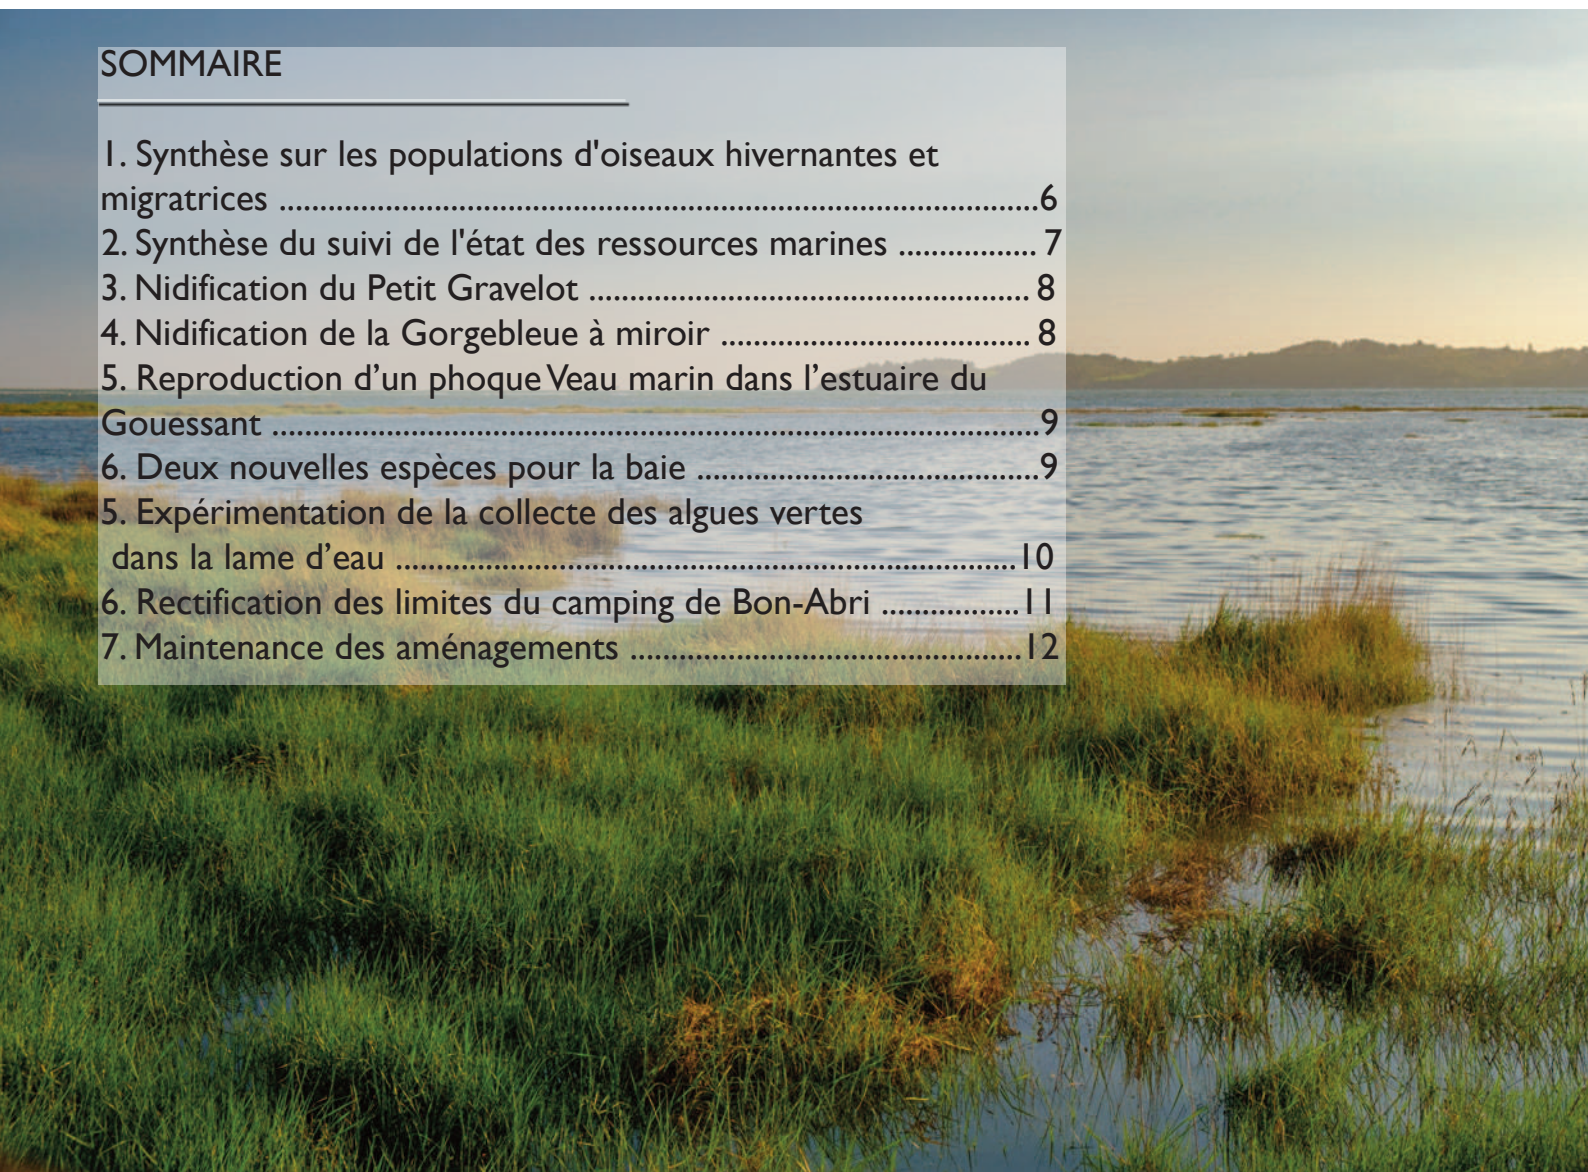 SOMMAIRE
1. Synthèse sur les populations d'oiseaux hivernantes et
migratrices ............................................................................................6
2. Synthèse du suivi de l'état des ressources marines ................. 7
3. Nidification du Petit Gravelot ...................................................... 8
4. Nidification de la Gorgebleue à miroir ...................................... 8
5. Reproduction d’un phoque Veau marin dans l’estuaire du
Gouessant ..............................................................................................9
6. Deux nouvelles espèces pour la baie ..........................................9
5. Expérimentation de la collecte des algues vertes
dans la lame d’eau ............................................................................10
6. Rectification des limites du camping de Bon-Abri .................11
7. Maintenance des aménagements ................................................12